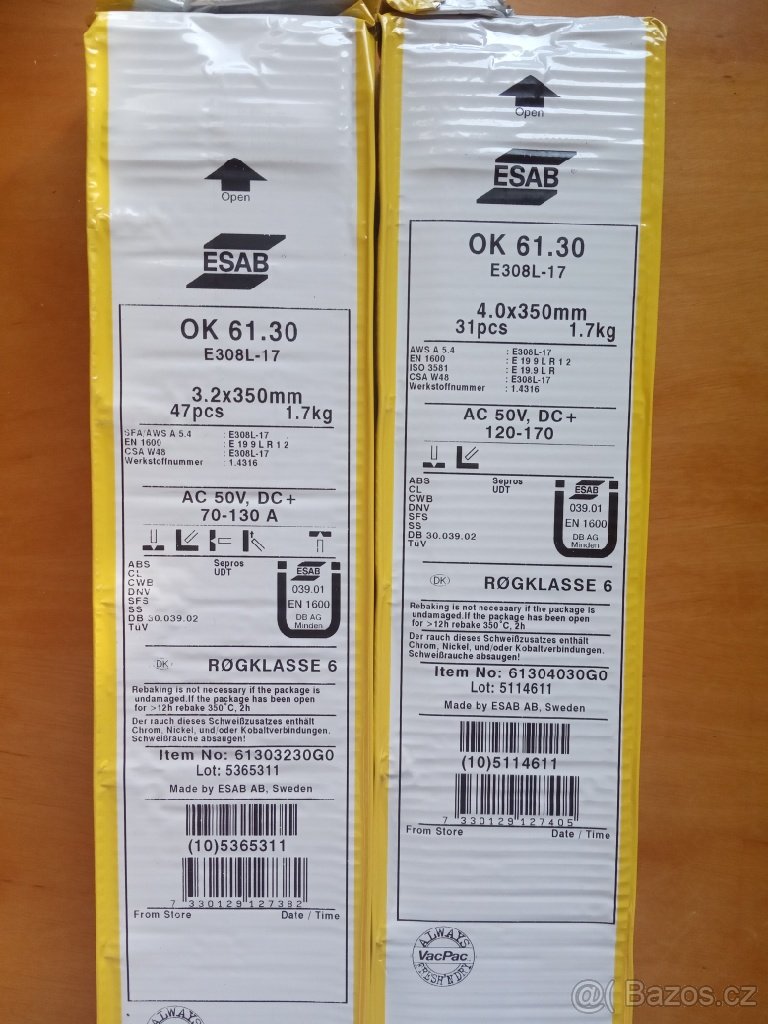 Open
ESAB
OK 61.30
E308L-17
3.2x350mm
47pcs 1.7kg
SFA/AWS A 5.4 : E308L-17
EN 1600 : E 19 9 L R 1 2
CSA W48 : E308L-17
Werkstoffnummer : 1.4316
AC 50V, DC+
70-130 A
ABS Sepros
CL UDT
CWB
DNV
SFS
SS
DB 30.039.02
TüV
ESAB
039.01
EN 1600
DB AG
Minden
DK RØGKLASSE 6
Rebaking is not necessary if the package is
undamaged.If the package has been open
for >12h rebake 350°C, 2h
Der rauch dieses Schweißzusatzes enthält
Chrom, Nickel, und/oder Kobaltverbindungen.
Schweißrauche absaugen!
Item No: 61303230G0
Lot: 5365311
Made by ESAB AB, Sweden
(10)5365311
7 330129 127382
From Store Date / Time
ALWAYS
Open
ESAB
OK 61.30
E308L-17
4.0x350mm
31pcs 1.7kg
AWS A 5.4 : E308L-17
EN 1600 : E 19 9 L R 1 2
ISO 3581 : E 19.9 L R
CSA W48 : E308L-17
Werkstoffnummer : 1.4316
AC 50V, DC+
120-170
ABS Sepros
CL UDT
CWB
DNV
SFS
SS
DB 30.039.02
TüV
ESAB
039.01
EN 1600
DB AG
Minden
DK RØGKLASSE 6
Rebaking is not necessary if the package is
undamaged.If the package has been open
for >12h rebake 350°C, 2h
Der rauch dieses Schweißzusatzes enthält
Chrom, Nickel, und/oder Kobaltverbindungen.
Schweißrauche absaugen!
Item No: 61304030G0
Lot: 5114611
Made by ESAB AB, Sweden
(10)5114611
7 330129 127405
From Store Date / Time
ALWAYS
VacPac
FRESH'N DRY
@( Bazos.cz